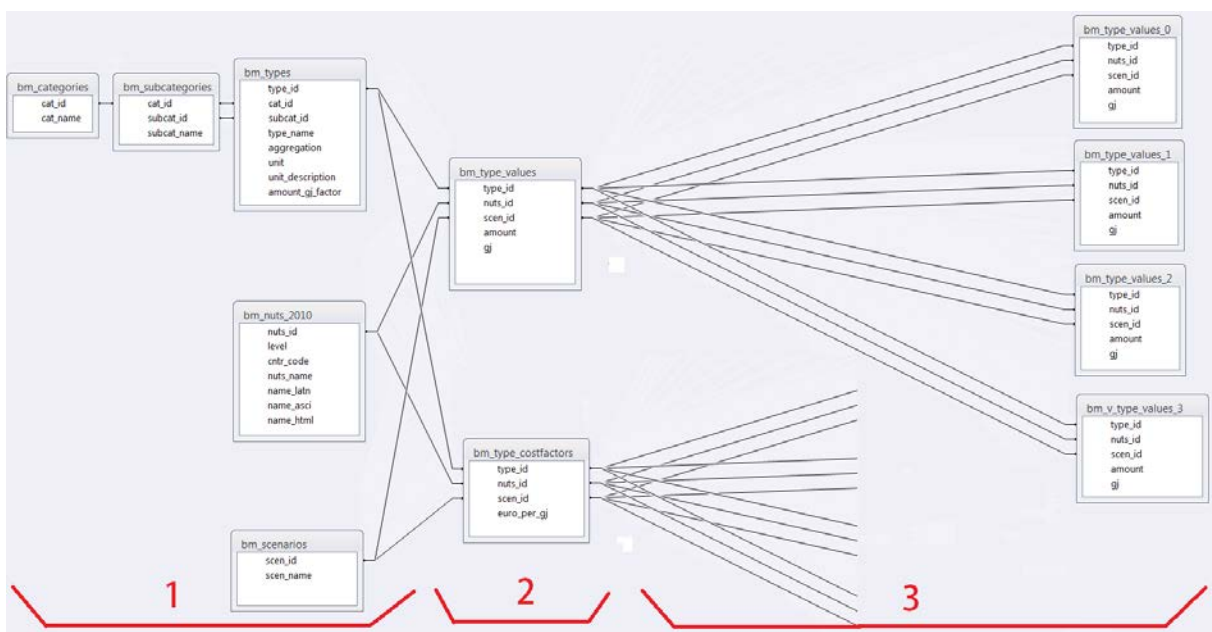 bm_categories
cat_id
cat_name
bm_subcategories
cat_id
subcat_id
subcat_name
bm_types
type_id
cat_id
subcat_id
type_name
aggregation
unit
unit_description
amount_gj_factor
bm_nuts_2010
nuts_id
level
cntr_code
nuts_name
name_latn
name_asci
name_html
bm_scenarios
scen_id
scen_name
bm_type_values
type_id
nuts_id
scen_id
amount
gj
bm_type_costfactors
type_id
nuts_id
scen_id
euro_per_gj
bm_type_values_0
type_id
nuts_id
scen_id
amount
gj
bm_type_values_1
type_id
nuts_id
scen_id
amount
gj
bm_type_values_2
type_id
nuts_id
scen_id
amount
gj
bm_v_type_values_3
type_id
nuts_id
scen_id
amount
gj
1
2
3